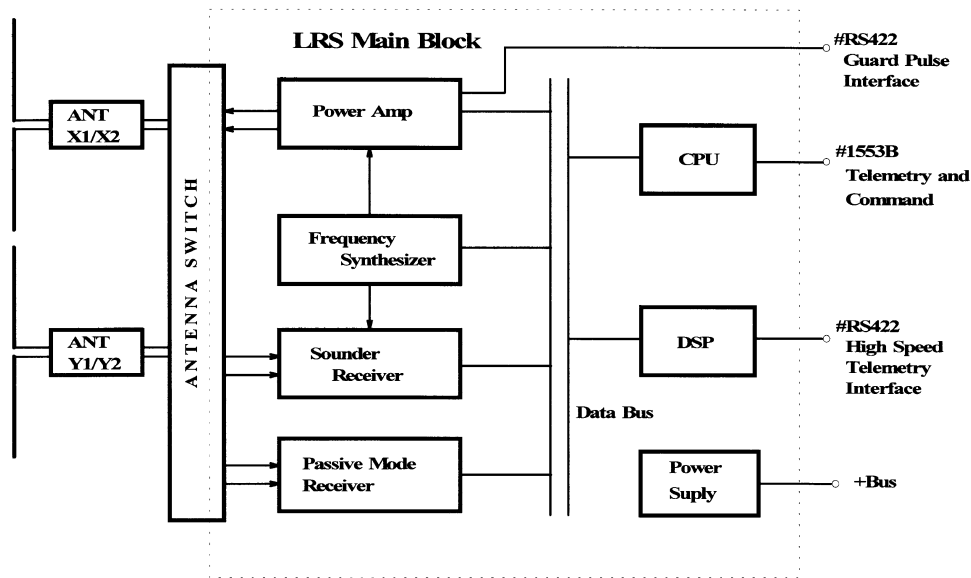 LRS Main Block
#RS422
Guard Pulse
Interface
ANT
X1/X2
Power Amp
CPU
#1553B
Telemetry and
Command
ANTENNA SWITCH
Frequency
Synthesizer
ANT
Y1/Y2
Sounder
Receiver
DSP
#RS422
High Speed
Telemetry
Interface
Data Bus
Passive Mode
Receiver
Power
Suply
+Bus